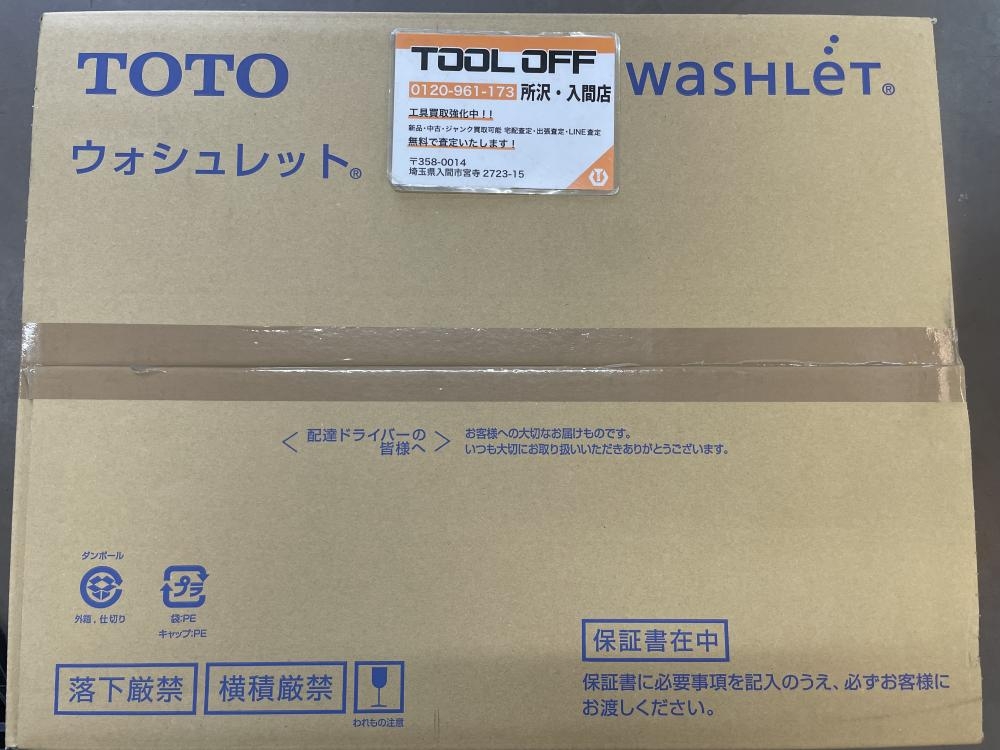 TOTO
ウォシュレット®
TOOL OFF
0120-961-173 所沢・入間店
工具買取強化中！！
新品・中古・ジャンク買取可能 宅配査定・出張査定・LINE査定
無料で査定いたします！
〒358-0014
埼玉県入間市宮寺 2723-15
WASHLET®
＜ 配達ドライバーの
皆様へ ＞
お客様への大切なお届けものです。
いつも大切にお取り扱いいただきありがとうございます。
ダンボール
外箱，仕切り
プラ
袋:PE
キャップ:PE
落下厳禁
横積厳禁
われもの注意
保証書在中
保証書に必要事項を記入のうえ、必ずお客様に
お渡しください。